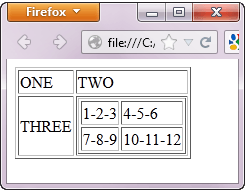 Firefox
file:///C:/
ONE TWO
THREE
1-2-3 4-5-6
7-8-9 10-11-12